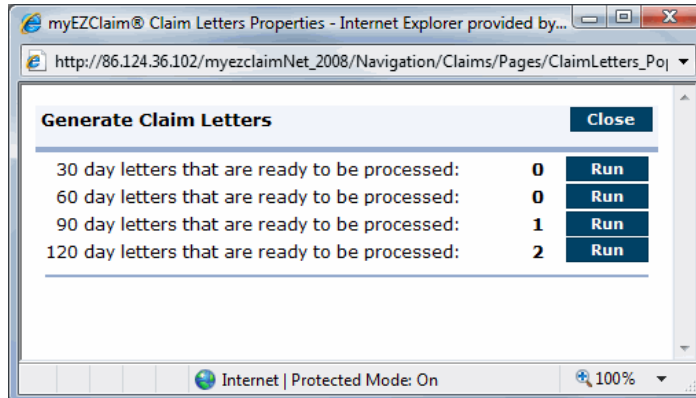 myEZClaim® Claim Letters Properties - Internet Explorer provided by...
http://86.124.36.102/myezclaimNet_2008/Navigation/Claims/Pages/ClaimLetters_Po
Generate Claim Letters Close
30 day letters that are ready to be processed: 0 Run
60 day letters that are ready to be processed: 0 Run
90 day letters that are ready to be processed: 1 Run
120 day letters that are ready to be processed: 2 Run
Internet | Protected Mode: On 100%